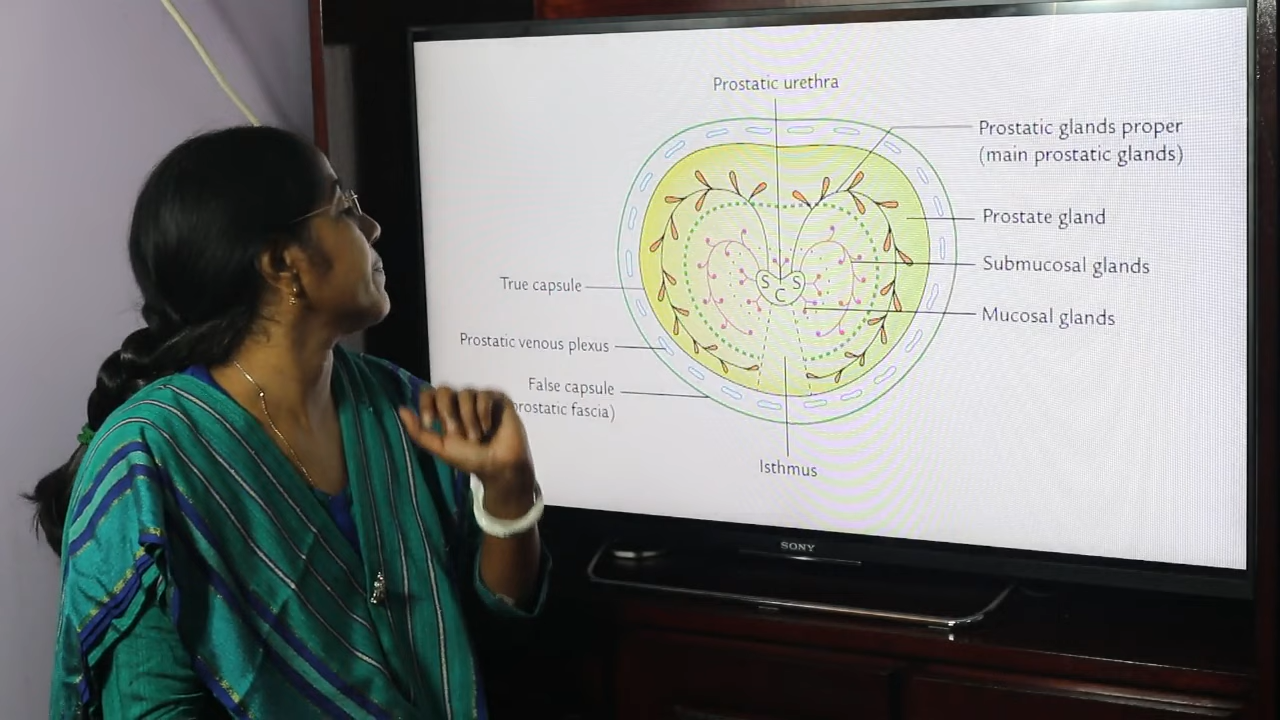 Prostatic urethra
Prostatic glands proper
(main prostatic glands)
Prostate gland
Submucosal glands
Mucosal glands
True capsule
Prostatic venous plexus
False capsule
prostatic fascia)
S S
C
Isthmus
SONY